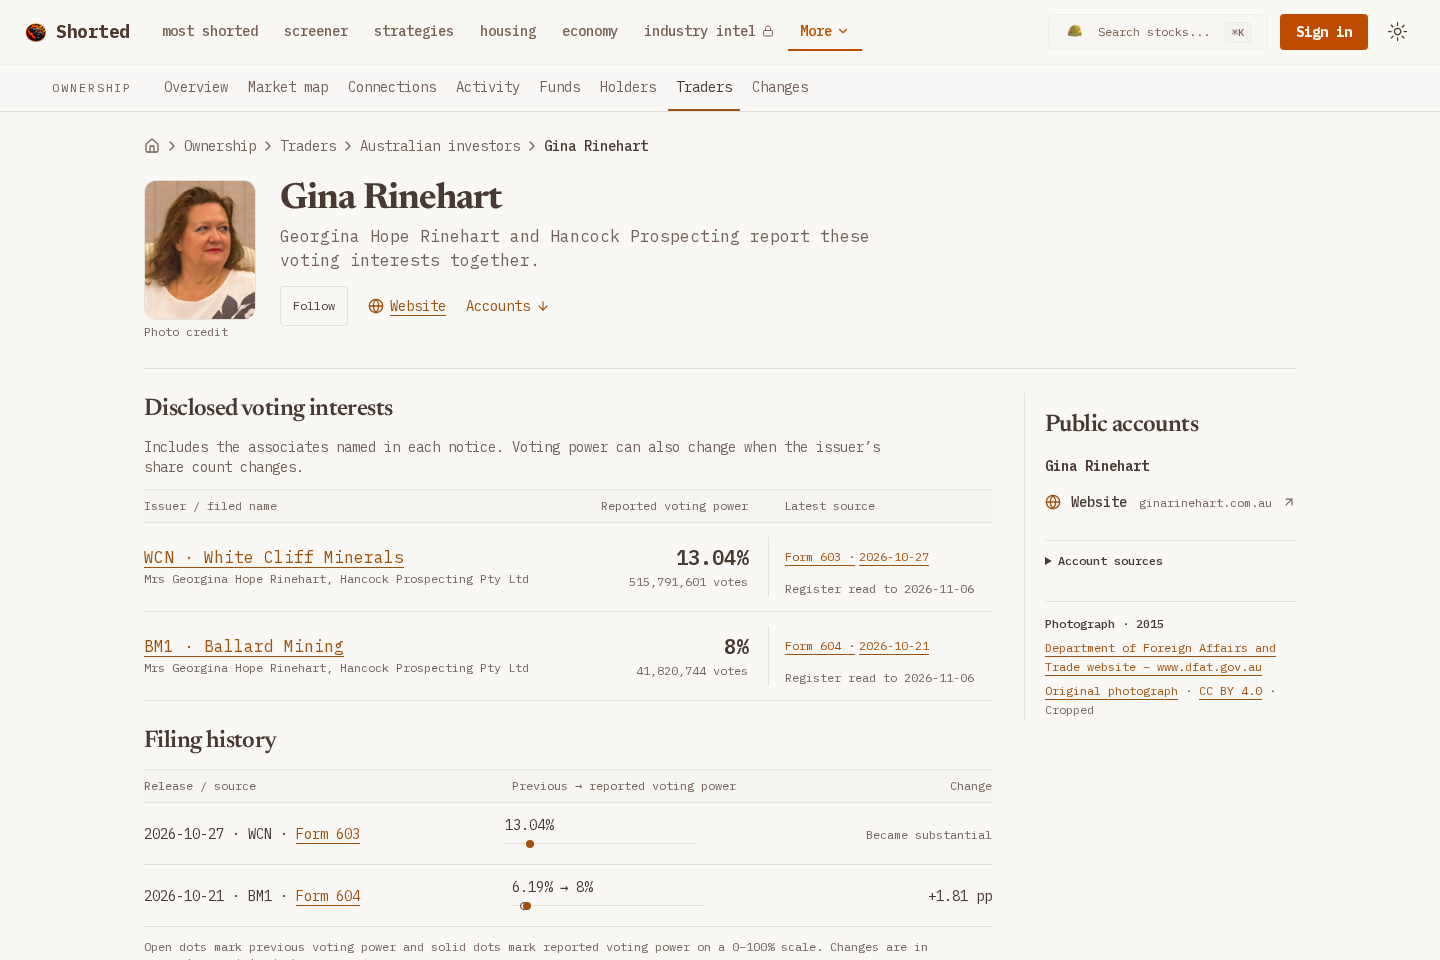 Shorted
most shorted
screener
strategies
housing
economy
industry intel
More
Search stocks...
⌘K
Sign in
OWNERSHIP
Overview
Market map
Connections
Activity
Funds
Holders
Traders
Changes
Ownership
Traders
Australian investors
Gina Rinehart
Gina Rinehart
Georgina Hope Rinehart and Hancock Prospecting report these
voting interests together.
Follow
Website
Accounts ↓
Photo credit
Disclosed voting interests
Includes the associates named in each notice. Voting power can also change when the issuer’s
share count changes.
Issuer / filed name
Reported voting power
Latest source
WCN · White Cliff Minerals
13.04%
Form 603 · 2026-10-27
Mrs Georgina Hope Rinehart, Hancock Prospecting Pty Ltd
515,791,601 votes
Register read to 2026-11-06
BM1 · Ballard Mining
8%
Form 604 · 2026-10-21
Mrs Georgina Hope Rinehart, Hancock Prospecting Pty Ltd
41,820,744 votes
Register read to 2026-11-06
Filing history
Release / source
Previous → reported voting power
Change
2026-10-27 · WCN · Form 603
13.04%
Became substantial
2026-10-21 · BM1 · Form 604
6.19% → 8%
+1.81 pp
Open dots mark previous voting power and solid dots mark reported voting power on a 0–100% scale. Changes are in
Public accounts
Gina Rinehart
Website
ginarinehart.com.au
Account sources
Photograph · 2015
Department of Foreign Affairs and
Trade website – www.dfat.gov.au
Original photograph · CC BY 4.0 ·
Cropped